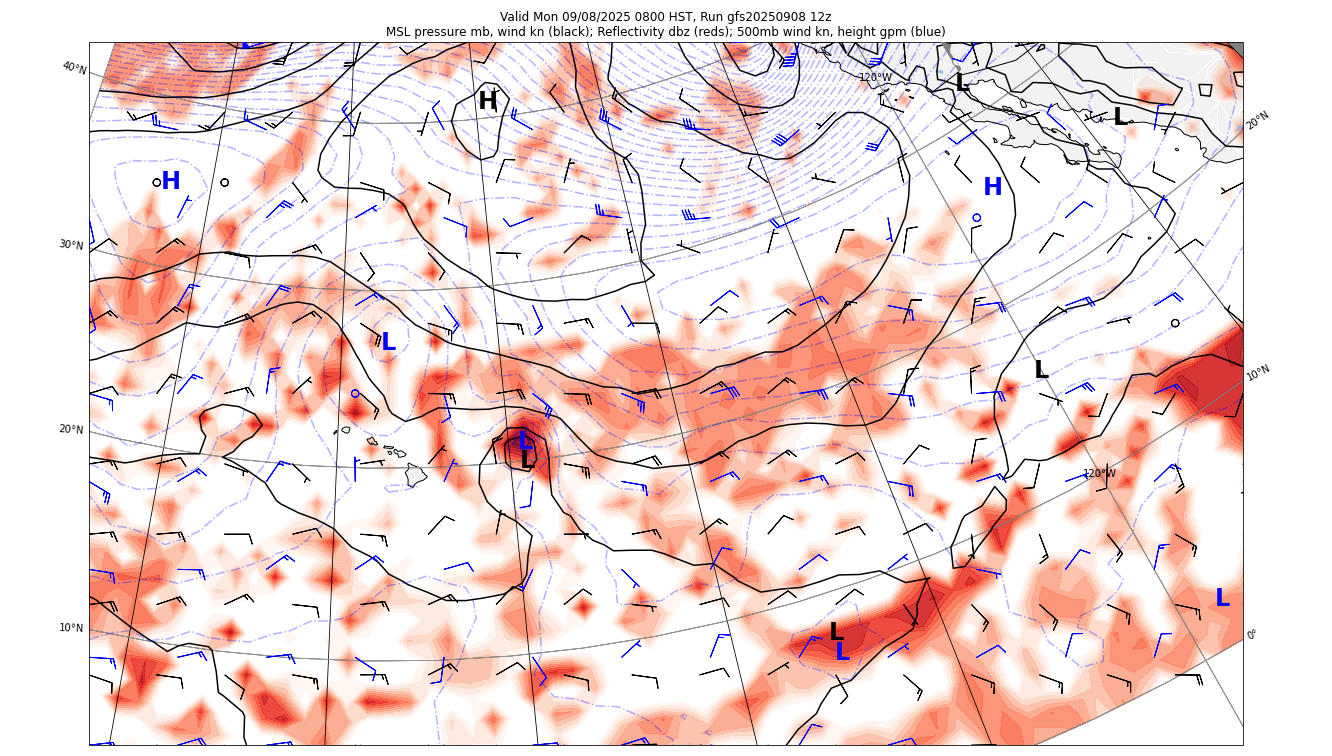 Valid Mon 09/08/2025 0800 HST, Run gfs20250908 12z
MSL pressure mb, wind kn (black); Reflectivity dbz (reds); 500mb wind kn, height gpm (blue)
L
40°N
120°W
L
H
L
20°N
H
H
30°N
L
L
10°N
20°N
L
L
120°W
L
10°N
L
0°
L